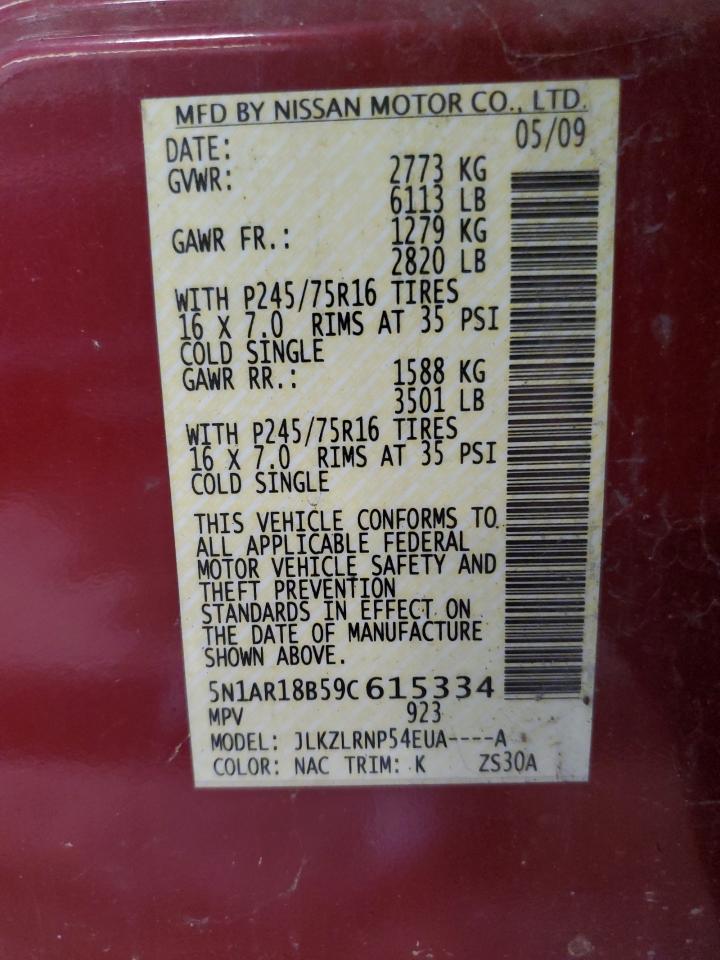 MFD BY NISSAN MOTOR CO., LTD.
DATE: 05/09
GVWR: 2773 KG
6113 LB
GAWR FR.: 1279 KG
2820 LB
WITH P245/75R16 TIRES
16 X 7.0 RIMS AT 35 PSI
COLD SINGLE
GAWR RR.: 1588 KG
3501 LB
WITH P245/75R16 TIRES
16 X 7.0 RIMS AT 35 PSI
COLD SINGLE
THIS VEHICLE CONFORMS TO
ALL APPLICABLE FEDERAL
MOTOR VEHICLE SAFETY AND
THEFT PREVENTION
STANDARDS IN EFFECT ON
THE DATE OF MANUFACTURE
SHOWN ABOVE.
5N1AR18B59C615334
MPV 923
MODEL: JLKZLRNP54EUA----A
COLOR: NAC TRIM: K ZS30A